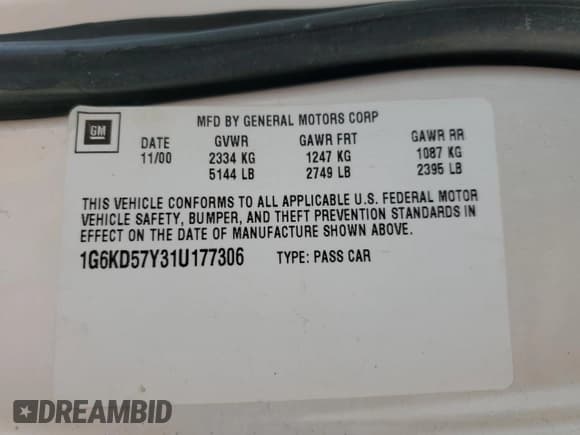 MFD BY GENERAL MOTORS CORP
GM
DATE GVWR GAWR FRT GAWR RR
11/00 2334 KG 1247 KG 1087 KG
5144 LB 2749 LB 2395 LB
THIS VEHICLE CONFORMS TO ALL APPLICABLE U.S. FEDERAL MOTOR
VEHICLE SAFETY, BUMPER, AND THEFT PREVENTION STANDARDS IN
EFFECT ON THE DATE OF MANUFACTURE SHOWN ABOVE.
1G6KD57Y31U177306 TYPE: PASS CAR
DREAMBID